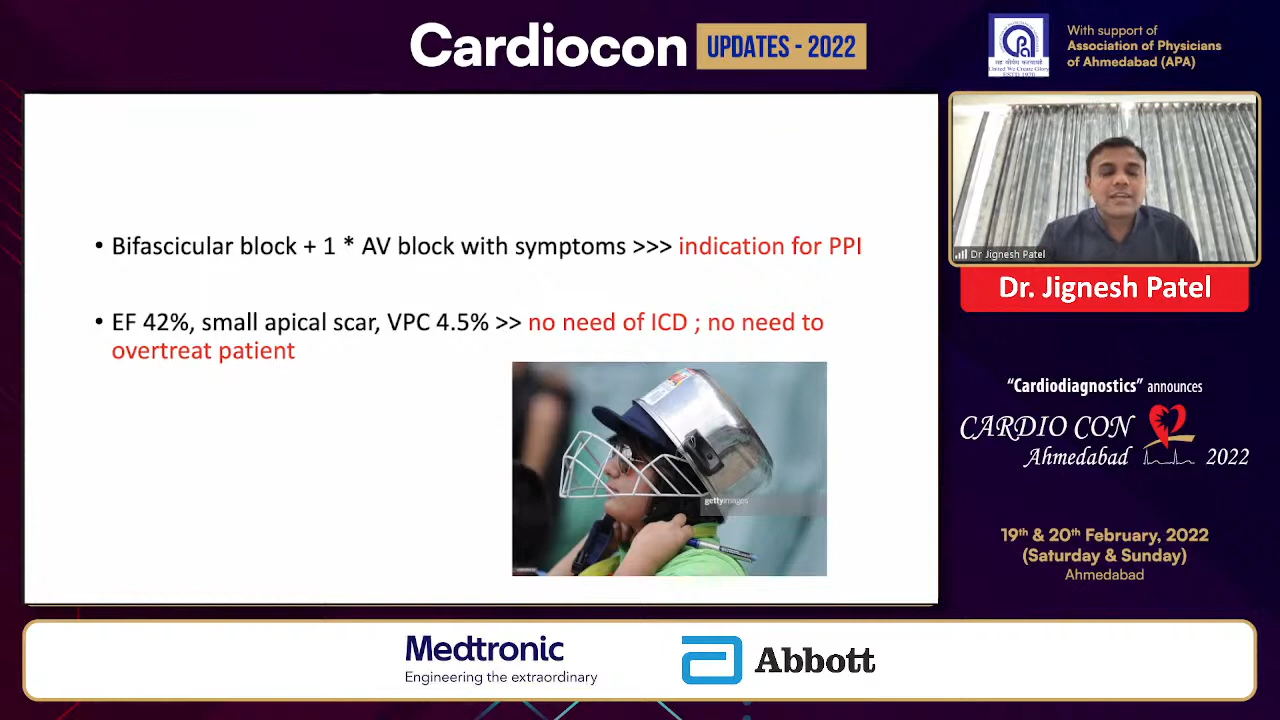 Cardiocon UPDATES - 2022
With support of
Association of Physicians
of Ahmedabad (APA)
ESTD 1970
• Bifascicular block + 1 * AV block with symptoms >>> indication for PPI
• EF 42%, small apical scar, VPC 4.5% >> no need of ICD ; no need to
overtreat patient
gettyimages
Dr Jignesh Patel
Dr. Jignesh Patel
“Cardiodiagnostics” announces
CARDIO CON
Ahmedabad 2022
19th & 20th February, 2022
(Saturday & Sunday)
Ahmedabad
Medtronic
Engineering the extraordinary
Abbott